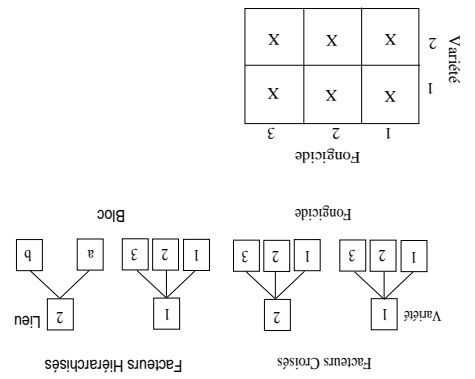 Facteurs Croisés Facteurs Hiérarchisés
Variété 1 2 1 2 Lieu
1 2 3 1 2 3 1 2 3 a b
Fongicide Bloc
Fongicide
1 2 3
1 X X X
Variété
2 X X X